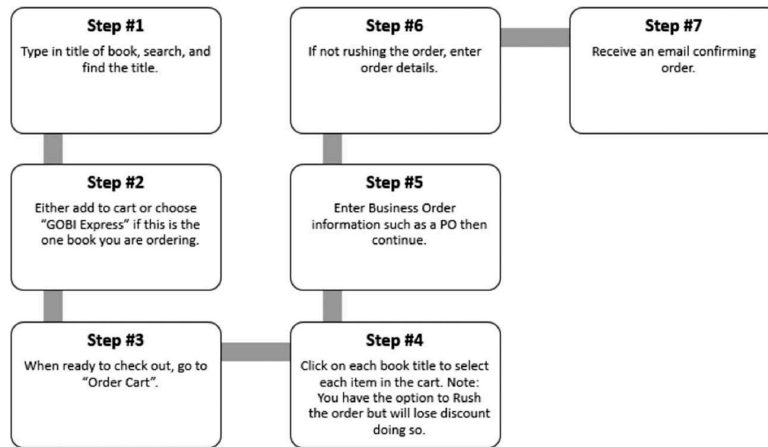 Step #1
Type in title of book, search, and
find the title.
Step #2
Either add to cart or choose
“GOBI Express” if this is the
one book you are ordering.
Step #3
When ready to check out, go to
“Order Cart”.
Step #4
Click on each book title to select
each item in the cart. Note:
You have the option to Rush
the order but will lose discount
doing so.
Step #5
Enter Business Order
information such as a PO then
continue.
Step #6
If not rushing the order, enter
order details.
Step #7
Receive an email confirming
order.